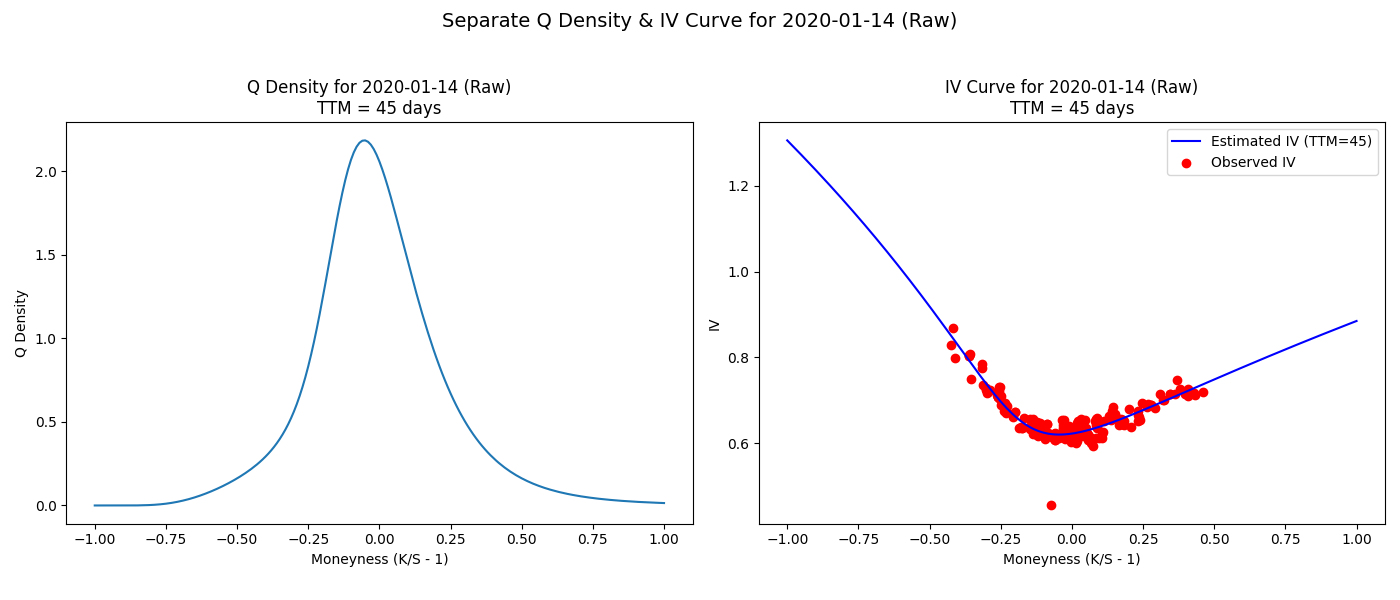 Separate Q Density & IV Curve for 2020-01-14 (Raw)
Q Density for 2020-01-14 (Raw)
TTM = 45 days
2.0
1.5
1.0
0.5
0.0
Q Density
−1.00 −0.75 −0.50 −0.25 0.00 0.25 0.50 0.75 1.00
Moneyness (K/S - 1)
IV Curve for 2020-01-14 (Raw)
TTM = 45 days
Estimated IV (TTM=45)
Observed IV
1.2
1.0
0.8
0.6
IV
−1.00 −0.75 −0.50 −0.25 0.00 0.25 0.50 0.75 1.00
Moneyness (K/S - 1)